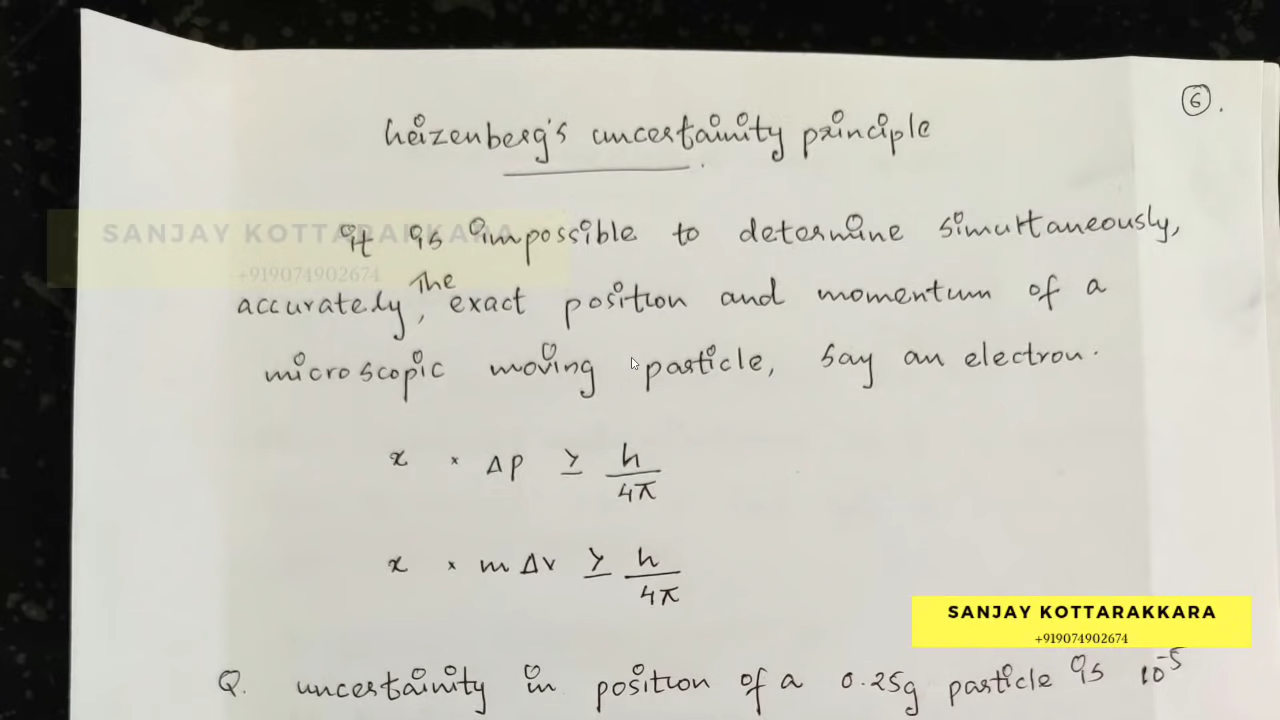 6.
heizenberg's uncertainity principle
SANJAY KOTTARAKKARA
+919074902674
it is impossible to determine simultaneously,
accurately, The exact position and momentum of a
microscopic moving particle, say an electron.
x × Δp ≥ h/4π
x × m Δv ≥ h/4π
SANJAY KOTTARAKKARA
+919074902674
Q. uncertainity in position of a 0.25g particle is 10⁻⁵